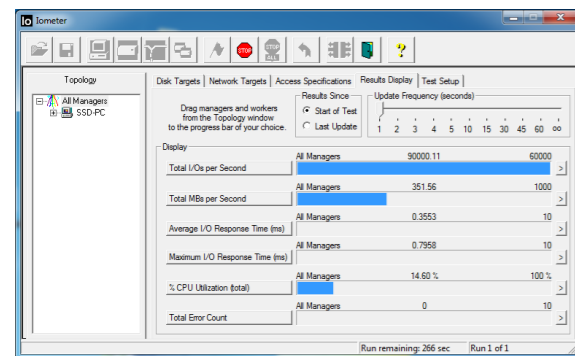 Iometer
STOP
STOP
ALL
Topology
All Managers
SSD-PC
Disk Targets
Network Targets
Access Specifications
Results Display
Test Setup
Drag managers and workers
from the Topology window
to the progress bar of your choice.
Results Since
Start of Test
Last Update
Update Frequency (seconds)
1 2 3 4 5 10 15 30 45 60 oo
Display
All Managers 90000.11 60000
Total I/Os per Second >
All Managers 351.56 1000
Total MBs per Second >
All Managers 0.3553 10
Average I/O Response Time (ms) >
All Managers 0.7958 10
Maximum I/O Response Time (ms) >
All Managers 14.60 % 100 %
% CPU Utilization (total) >
All Managers 0 10
Total Error Count >
Run remaining: 266 sec Run 1 of 1